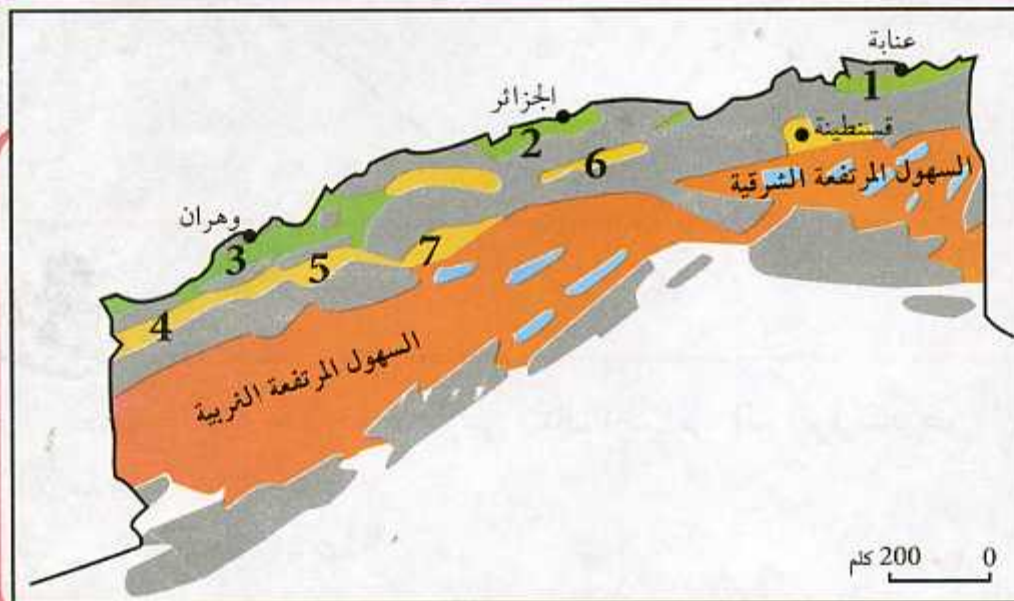 عنابة
1
الجزائر
2
قسنطينة
6
السهول المرتفعة الشرقية
وهران
3
5
7
4
السهول المرتفعة الغربية
200 كلم
0